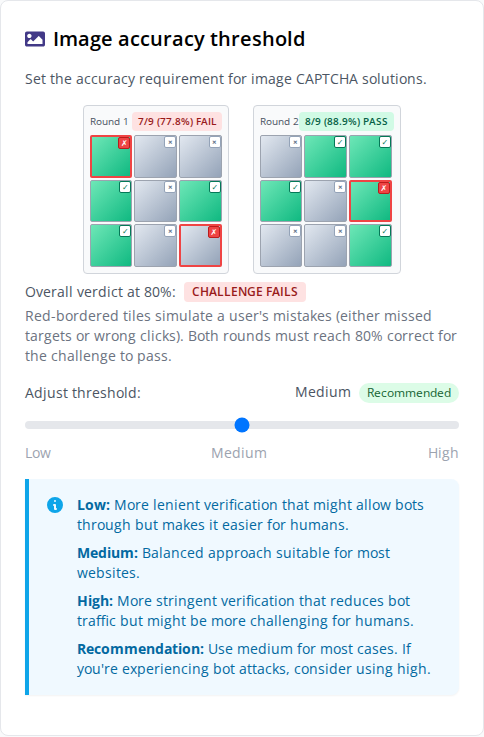 Image accuracy threshold
Set the accuracy requirement for image CAPTCHA solutions.
Round 1 7/9 (77.8%) FAIL
Round 2 8/9 (88.9%) PASS
Overall verdict at 80%: CHALLENGE FAILS
Red-bordered tiles simulate a user's mistakes (either missed
targets or wrong clicks). Both rounds must reach 80% correct for
the challenge to pass.
Adjust threshold: Medium Recommended
Low Medium High
Low: More lenient verification that might allow bots
through but makes it easier for humans.
Medium: Balanced approach suitable for most
websites.
High: More stringent verification that reduces bot
traffic but might be more challenging for humans.
Recommendation: Use medium for most cases. If
you're experiencing bot attacks, consider using high.